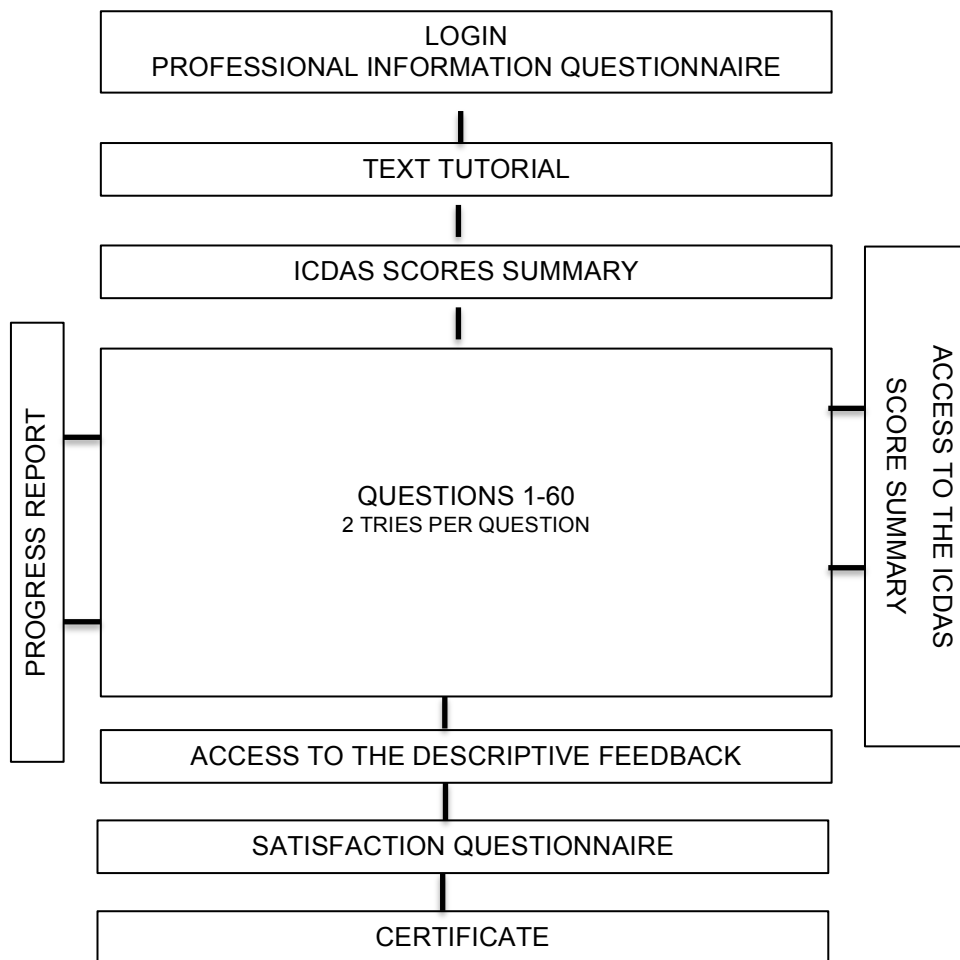 LOGIN
PROFESSIONAL INFORMATION QUESTIONNAIRE
TEXT TUTORIAL
ICDAS SCORES SUMMARY
PROGRESS REPORT
QUESTIONS 1-60
2 TRIES PER QUESTION
ACCESS TO THE ICDAS
SCORE SUMMARY
ACCESS TO THE DESCRIPTIVE FEEDBACK
SATISFACTION QUESTIONNAIRE
CERTIFICATE